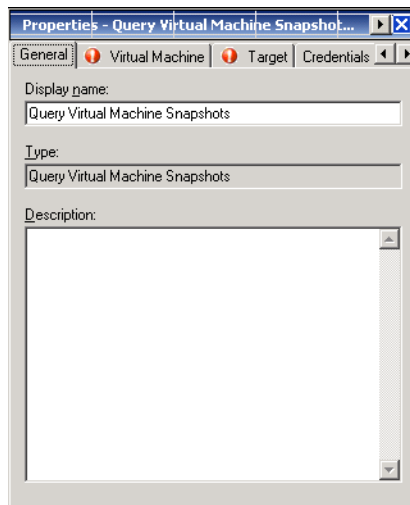 Properties - Query Virtual Machine Snapshot...
General Virtual Machine Target Credentials
Display name:
Query Virtual Machine Snapshots
Type:
Query Virtual Machine Snapshots
Description: